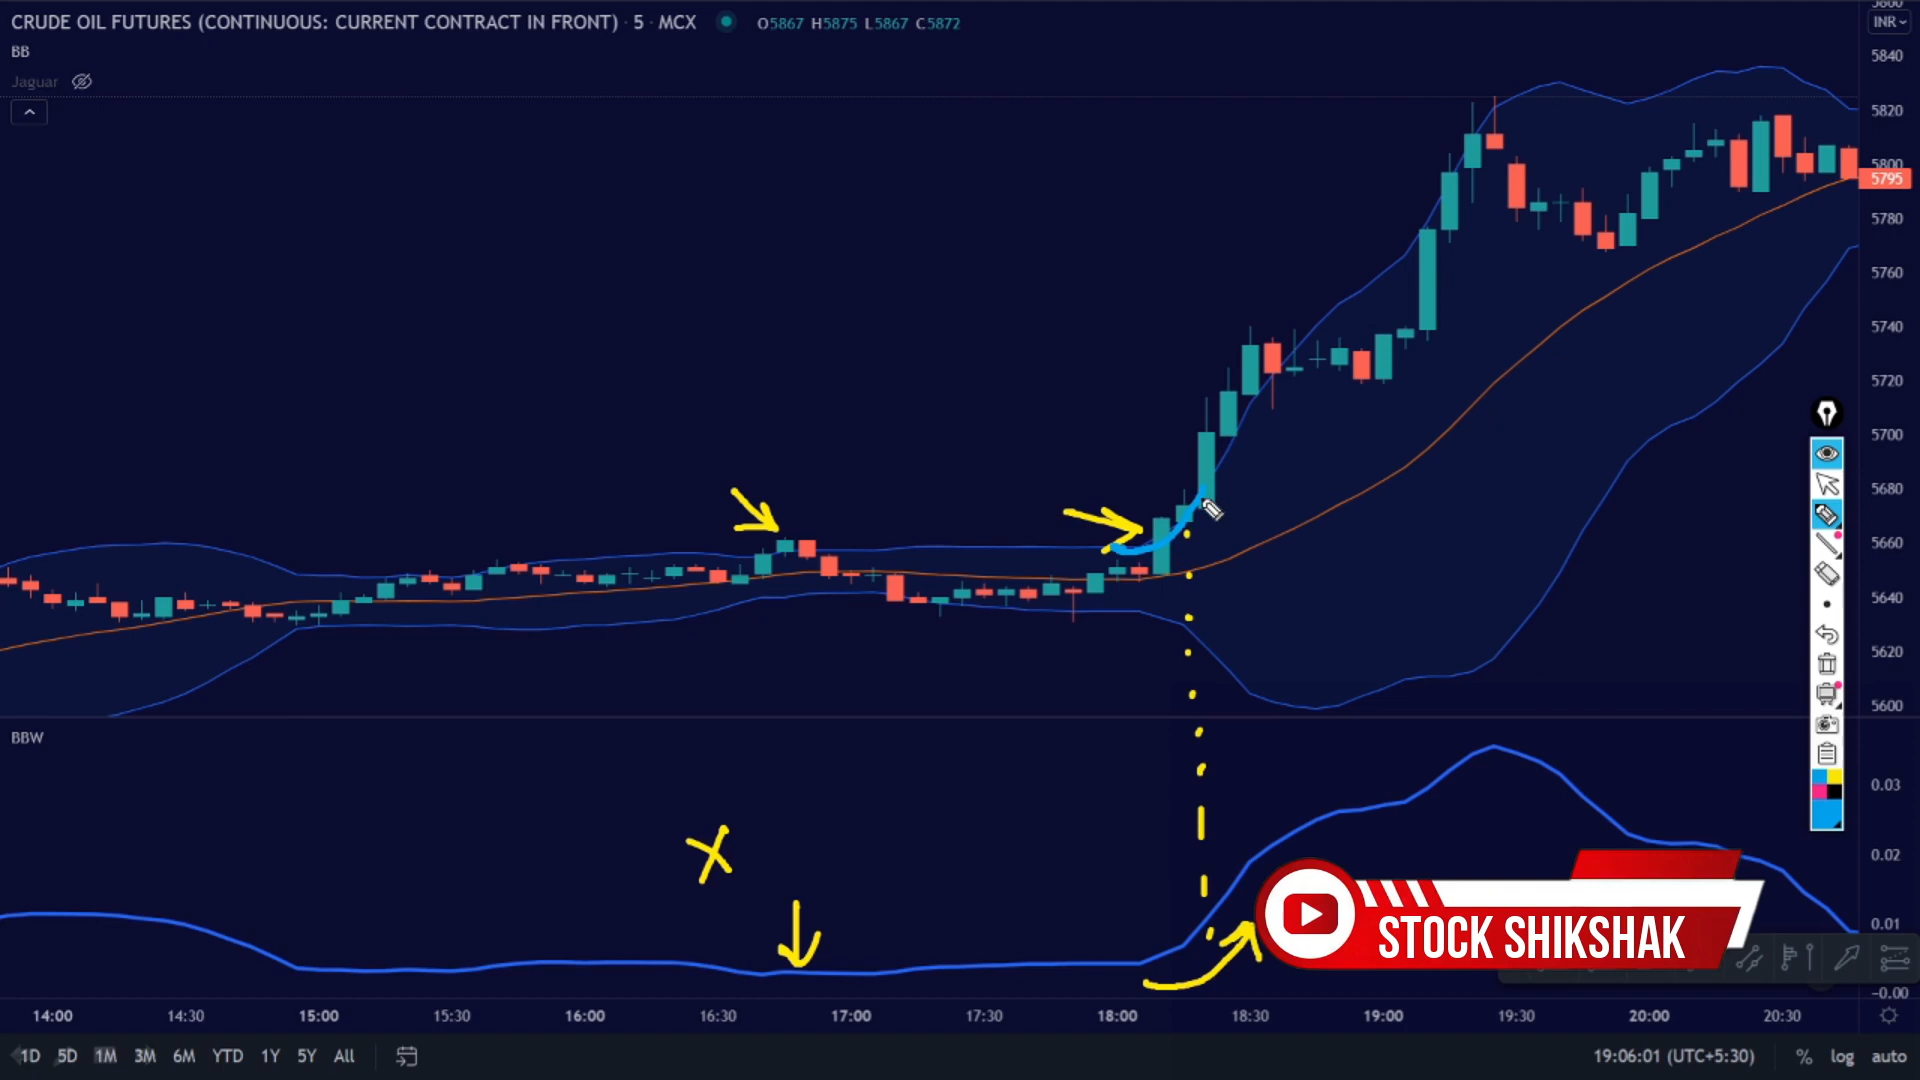 CRUDE OIL FUTURES (CONTINUOUS: CURRENT CONTRACT IN FRONT) · 5 · MCX O5867 H5875 L5867 C5872
INR
BB
Jaguar
5860
5840
5820
5800
5795
5780
5760
5740
5720
5700
5680
5660
5640
5620
5600
BBW
0.03
0.02
0.01
-0.00
STOCK SHIKSHAK
14:00 14:30 15:00 15:30 16:00 16:30 17:00 17:30 18:00 18:30 19:00 19:30 20:00 20:30
1D 5D 1M 3M 6M YTD 1Y 5Y All 19:06:01 (UTC+5:30) % log auto